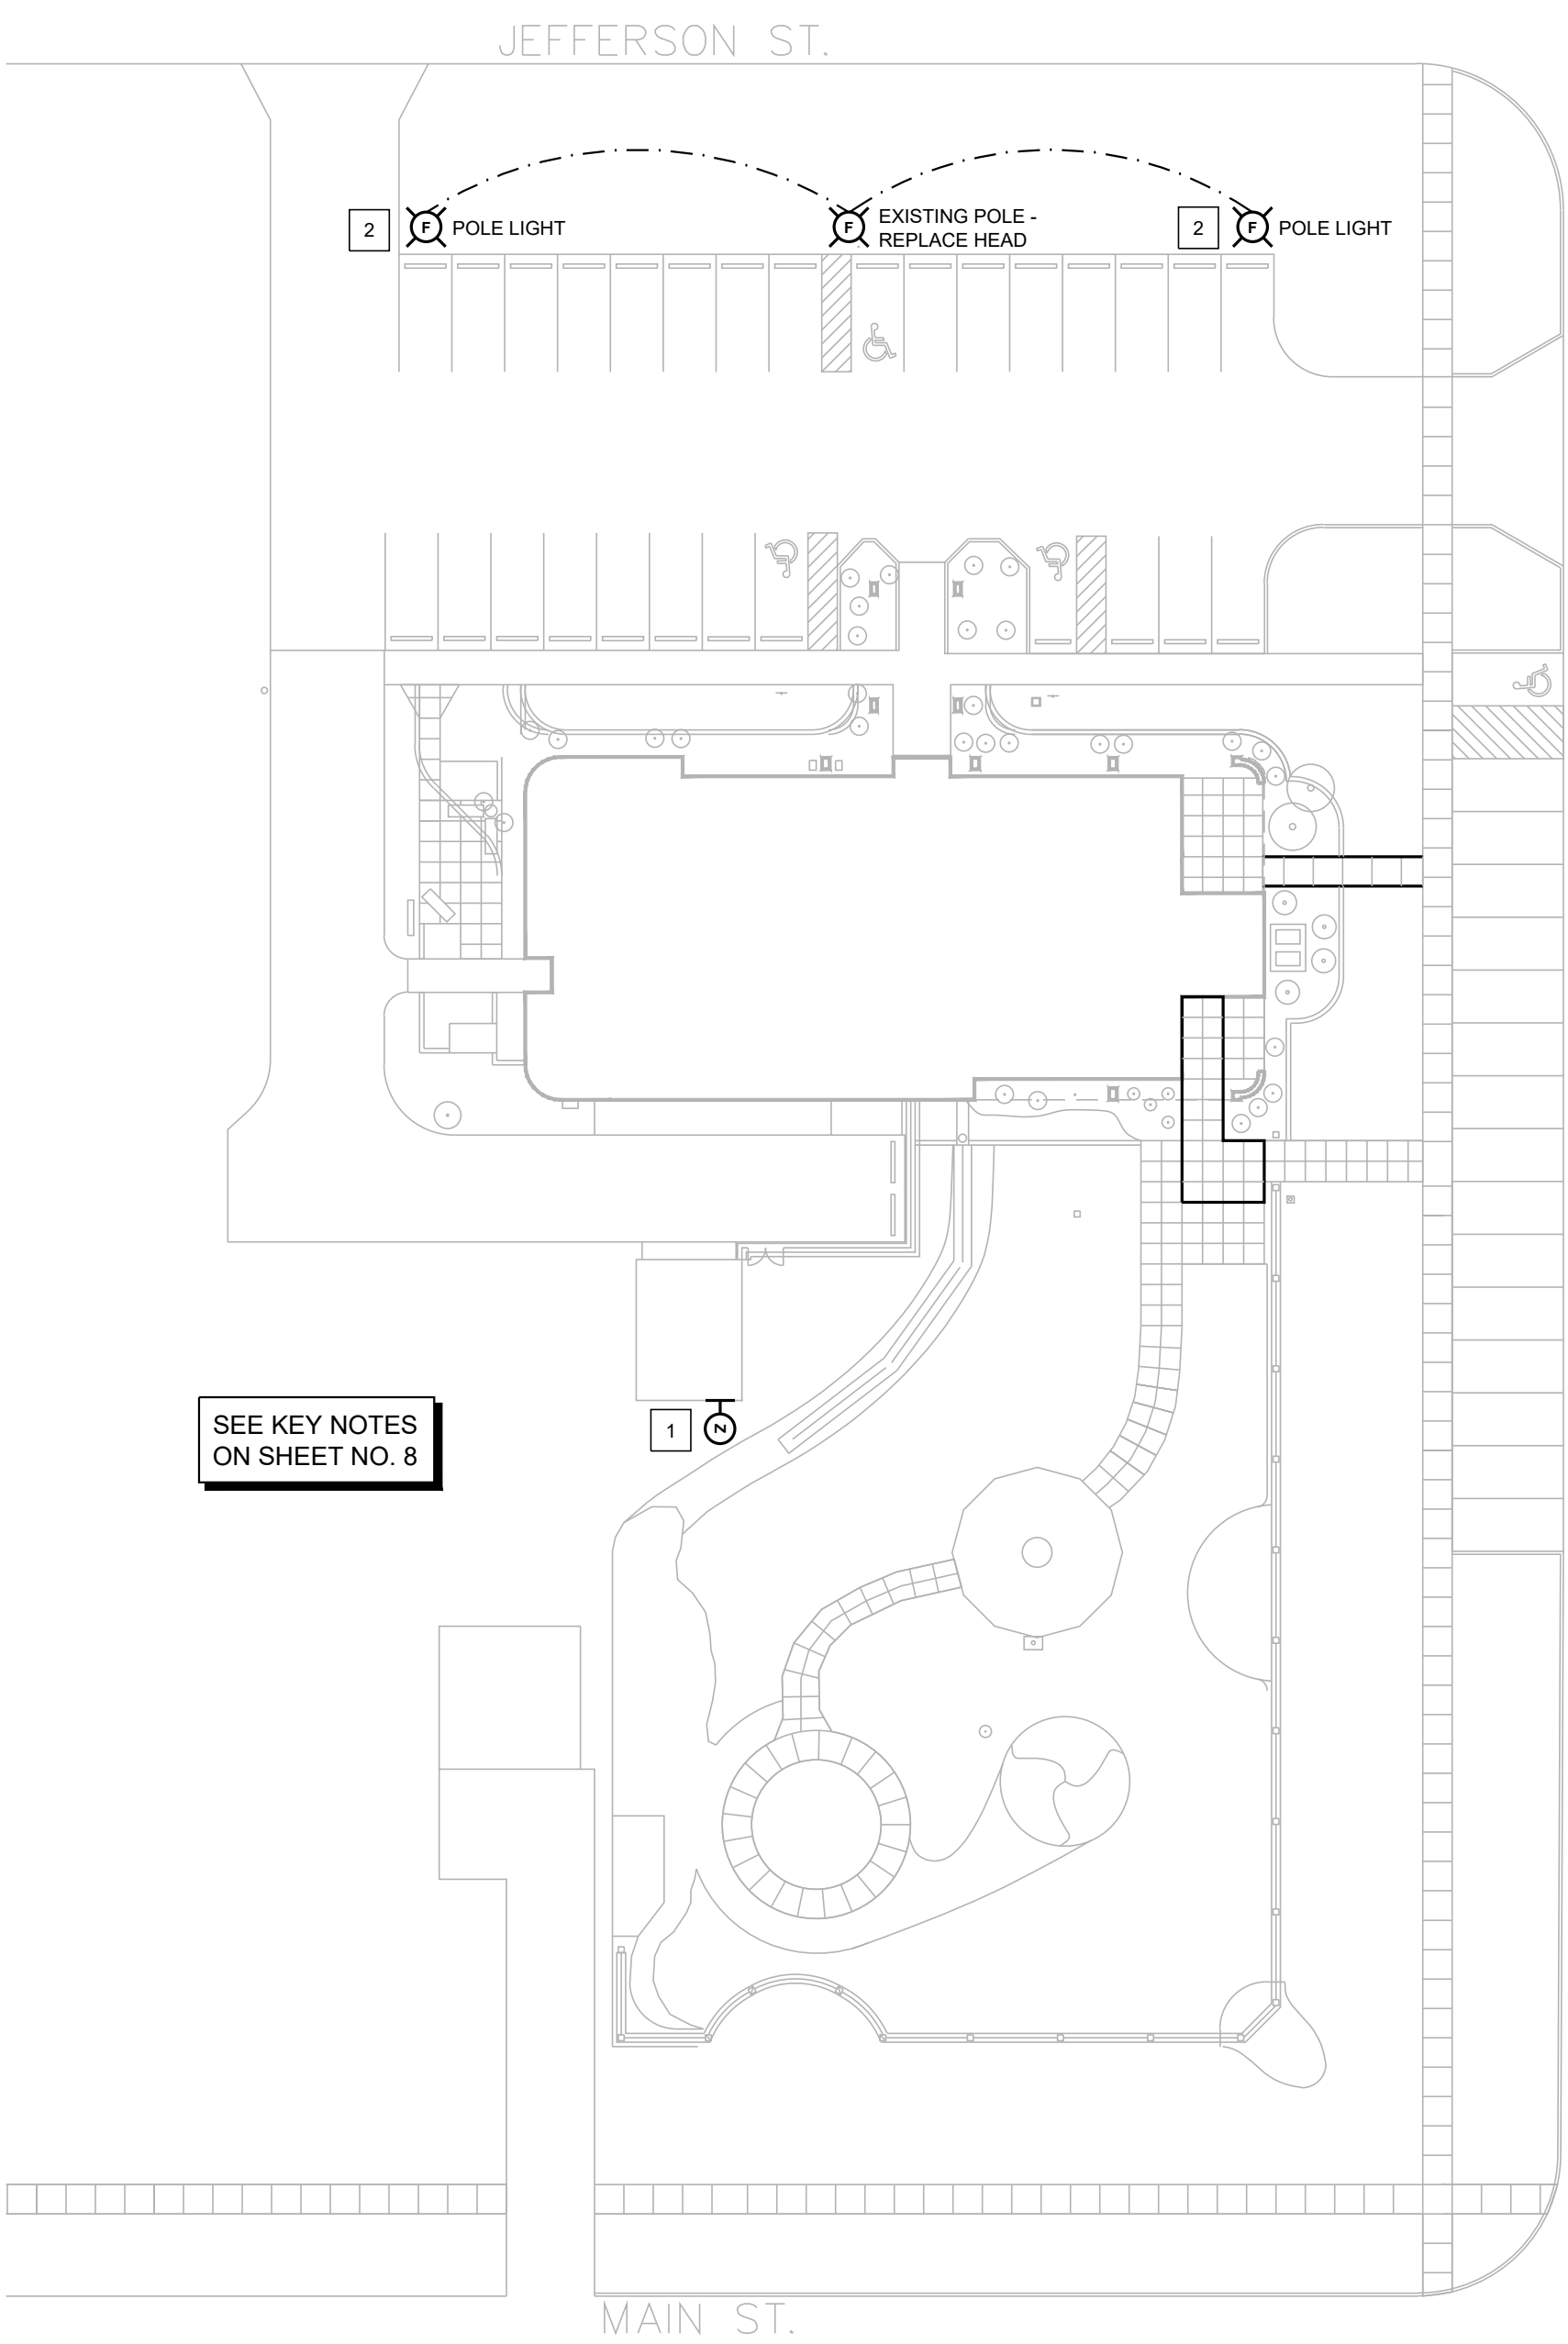 JEFFERSON ST.
2
F
POLE LIGHT
F
EXISTING POLE -
REPLACE HEAD
2
F
POLE LIGHT
SEE KEY NOTES
ON SHEET NO. 8
1
N
MAIN ST.